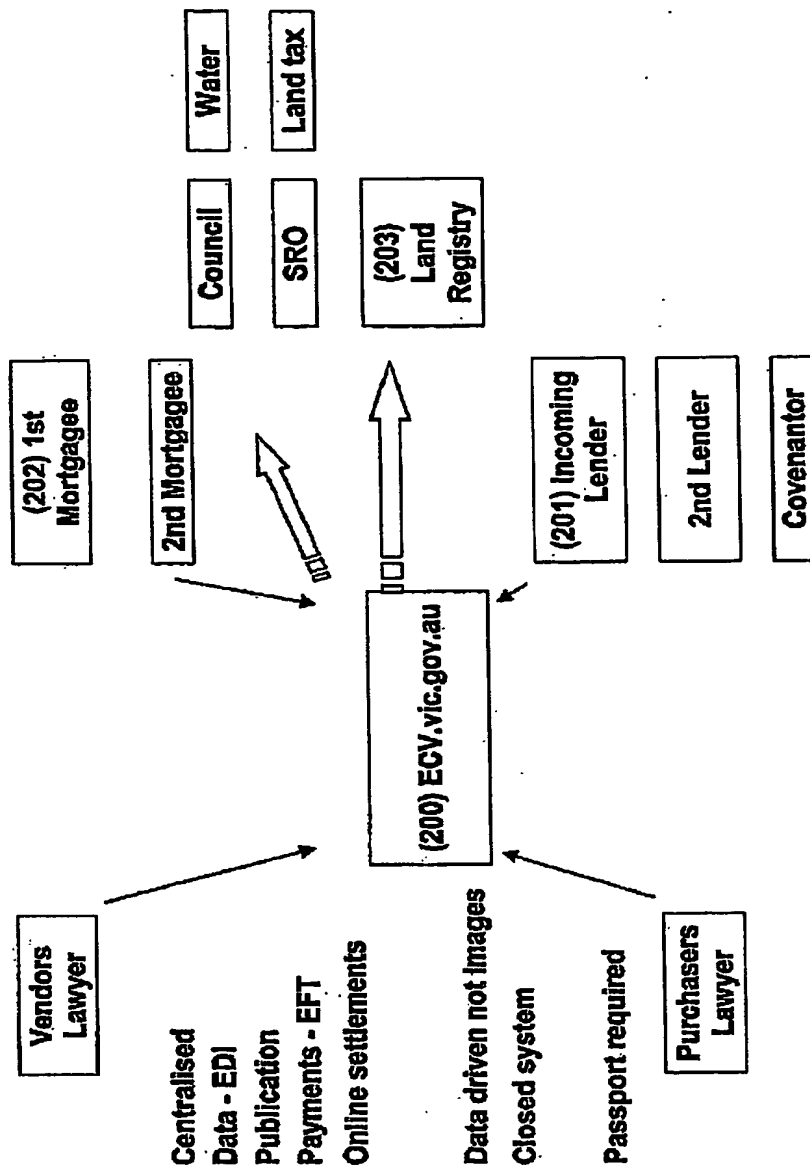 Vendors
Lawyer
(202) 1st
Mortgagee
2nd Mortgagee
Council
Water
SRO
Land tax
(203)
Land
Registry
Centralised
Data - EDI
Publication
Payments - EFT
Online settlements
(200) ECV.vic.gov.au
Data driven not images
Closed system
Passport required
Purchasers
Lawyer
(201) Incoming
Lender
2nd Lender
Covenantor